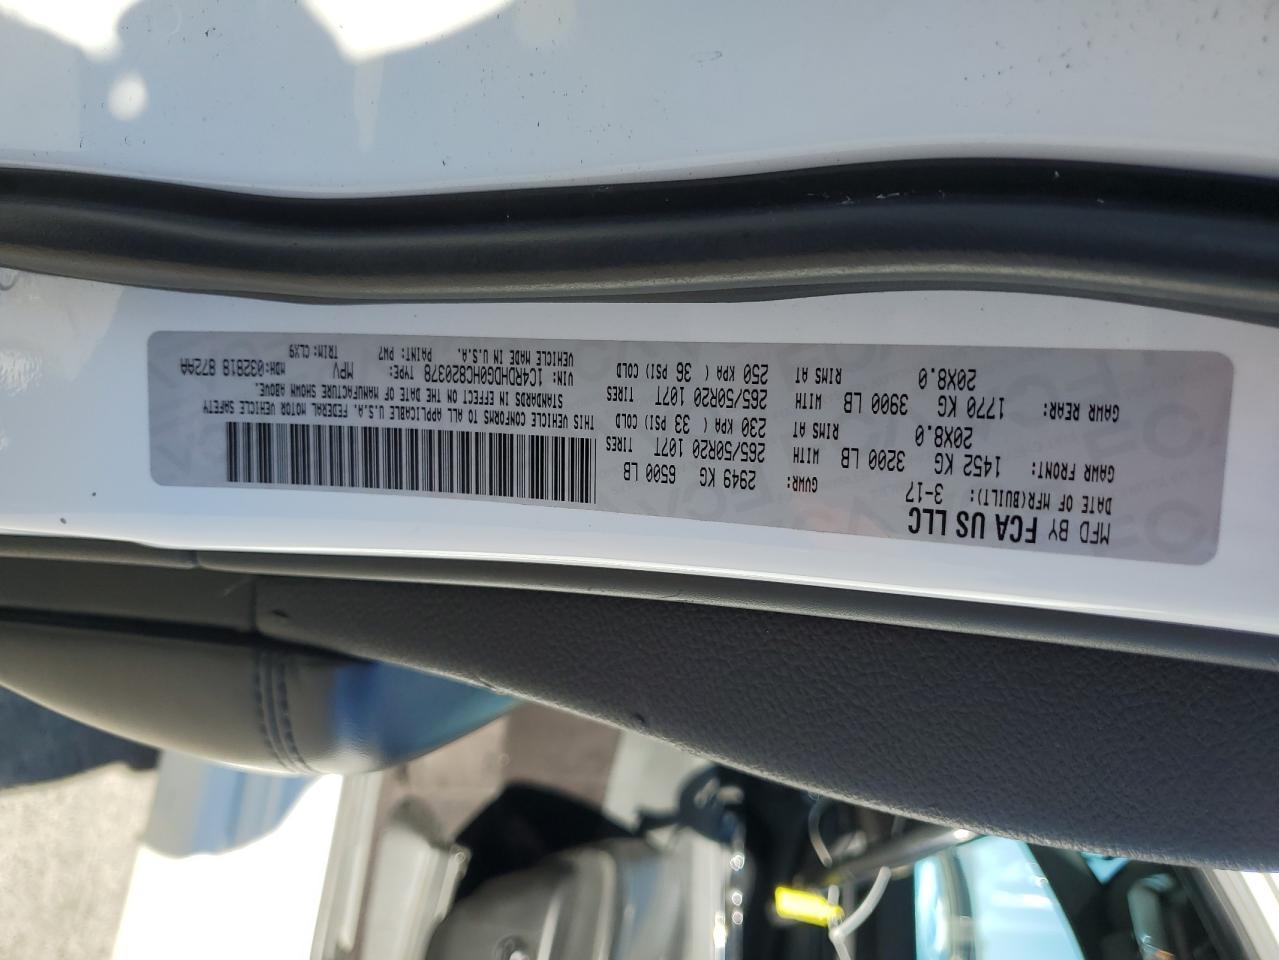 MFD BY FCA US LLC
DATE OF MFR(BUILT): 3-17
GAWR FRONT: 1452 KG 3200 LB
20X8.0
GAWR REAR: 1770 KG 3900 LB
20X8.0
GVWR: 2949 KG 6500 LB
WITH 265/50R20 107T TIRES
RIMS AT 230 KPA ( 33 PSI) COLD
WITH 265/50R20 107T TIRES
RIMS AT 250 KPA ( 36 PSI) COLD
THIS VEHICLE CONFORMS TO ALL APPLICABLE U.S.A. FEDERAL MOTOR VEHICLE SAFETY
STANDARDS IN EFFECT ON THE DATE OF MANUFACTURE SHOWN ABOVE.
VIN: 1C4RDHDG0HC820378 TYPE: MPV MDH: 032818 872AA
VEHICLE MADE IN U.S.A. PAINT: PW7 TRIM: CLX9